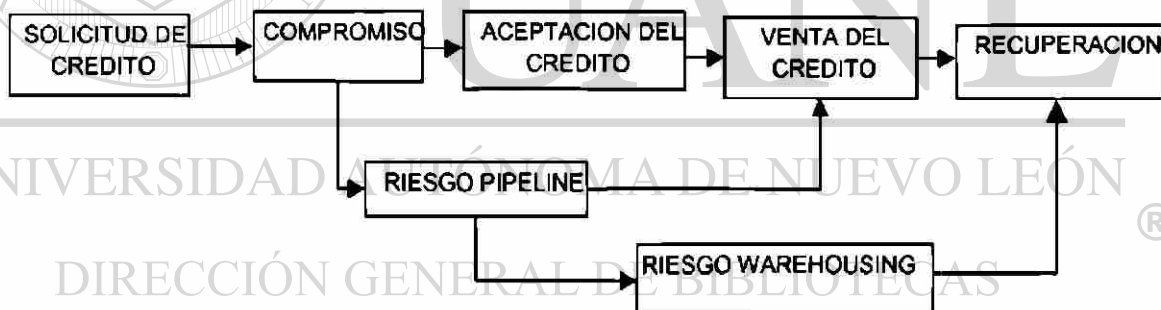 UANL
SOLICITUD DE
CREDITO
COMPROMISO
ACEPTACION DEL
CREDITO
VENTA DEL
CREDITO
RECUPERACION
UNIVERSIDAD AUTÓNOMA DE NUEVO LEÓN
RIESGO PIPELINE
®
DIRECCIÓN GENERAL DE BIBLIOTECAS
RIESGO WAREHOUSING